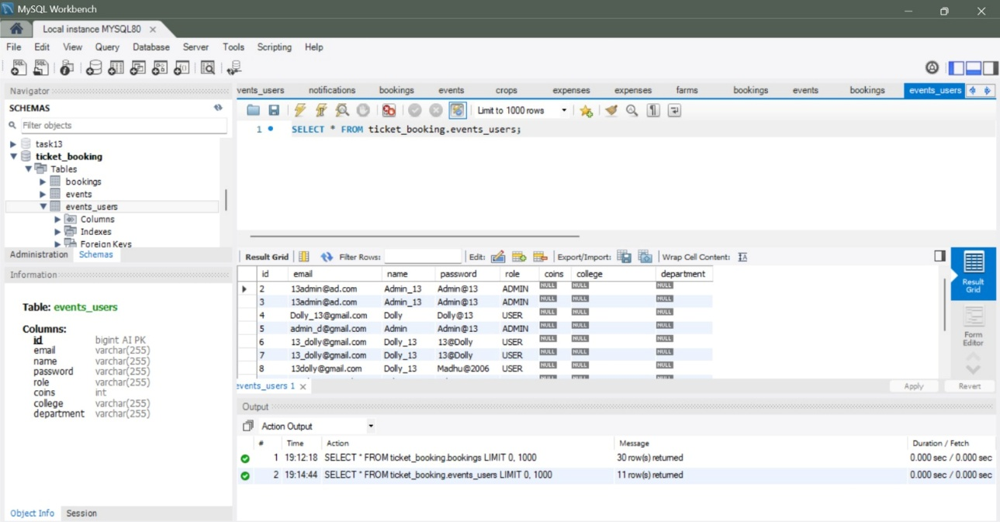 MySQL Workbench
Local instance MYSQL80
File Edit View Query Database Server Tools Scripting Help
Navigator
SCHEMAS
Filter objects
task13
ticket_booking
Tables
bookings
events
events_users
Columns
Indexes
Foreign Keys
Administration Schemas
Information
Table: events_users
Columns:
id bigint AI PK
email varchar(255)
name varchar(255)
password varchar(255)
role varchar(255)
coins int
college varchar(255)
department varchar(255)
Object Info Session
vents_users notifications bookings events crops expenses expenses farms bookings events bookings events_users
Limit to 1000 rows
1 SELECT * FROM ticket_booking.events_users;
Result Grid Filter Rows: Edit: Export/Import: Wrap Cell Content:
id email name password role coins college department
2 13admin@ad.com Admin_13 Admin@13 ADMIN NULL NULL NULL
3 13admin@ad.com Admin_13 Admin@13 ADMIN NULL NULL NULL
4 Dolly_13@gmail.com Dolly Dolly@13 USER NULL NULL NULL
5 admin_d@gmail.com Admin Admin@13 ADMIN NULL NULL NULL
6 13_dolly@gmail.com Dolly_13 13@Dolly USER NULL NULL NULL
7 13_dolly@gmail.com Dolly_13 13@Dolly USER NULL NULL NULL
8 13dolly@gmail.com Dolly_13 Madhu@2006 USER NULL NULL NULL
NULL NULL NULL
Result Grid
Form Editor
events_users 1
Apply Revert
Output
Action Output
# Time Action Message Duration / Fetch
1 19:12:18 SELECT * FROM ticket_booking.bookings LIMIT 0, 1000 30 row(s) returned 0.000 sec / 0.000 sec
2 19:14:44 SELECT * FROM ticket_booking.events_users LIMIT 0, 1000 11 row(s) returned 0.000 sec / 0.000 sec